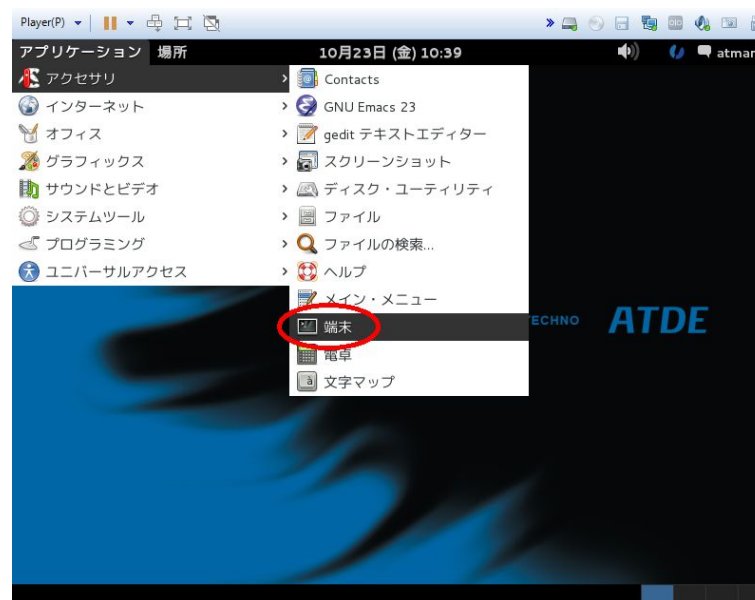 Player(P)
アプリケーション 場所 10月23日 (金) 10:39 atmar
アクセサリ
インターネット
オフィス
グラフィックス
サウンドとビデオ
システムツール
プログラミング
ユニバーサルアクセス
Contacts
GNU Emacs 23
gedit テキストエディター
スクリーンショット
ディスク・ユーティリティ
ファイル
ファイルの検索...
ヘルプ
メイン・メニュー
端末
電卓
文字マップ
ECHNO ATDE